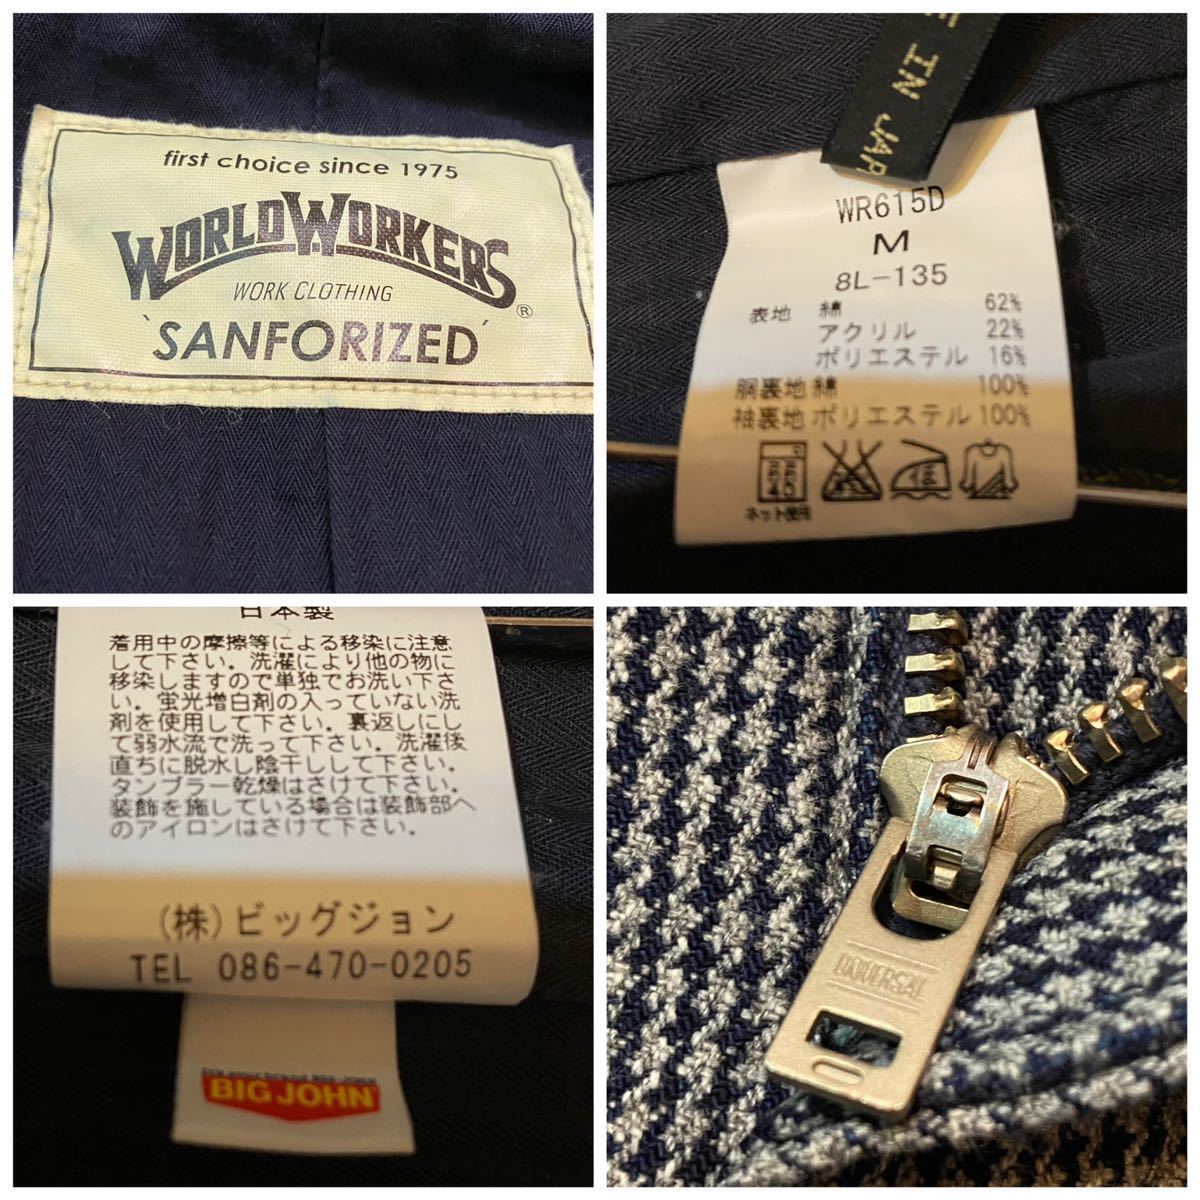 first choice since 1975
WORLD WORKERS
WORK CLOTHING
®
'SANFORIZED'
E IN JAP
WR615D
M
8L-135
表地 綿 62%
アクリル 22%
ポリエステル 16%
胴裏地 綿 100%
袖裏地 ポリエステル 100%
40
ネット使用
日本製
着用中の摩擦等による移染に注意
して下さい。洗濯により他の物に
移染しますので単独でお洗い下さ
い。蛍光増白剤の入っていない洗
剤を使用して下さい。裏返しにし
て弱水流で洗って下さい。洗濯後
直ちに脱水し陰干しして下さい。
タンブラー乾燥はさけて下さい。
装飾を施している場合は装飾部へ
のアイロンはさけて下さい。
(株)ビッグジョン
TEL 086-470-0205
BIG JOHN
UNIVERSAL